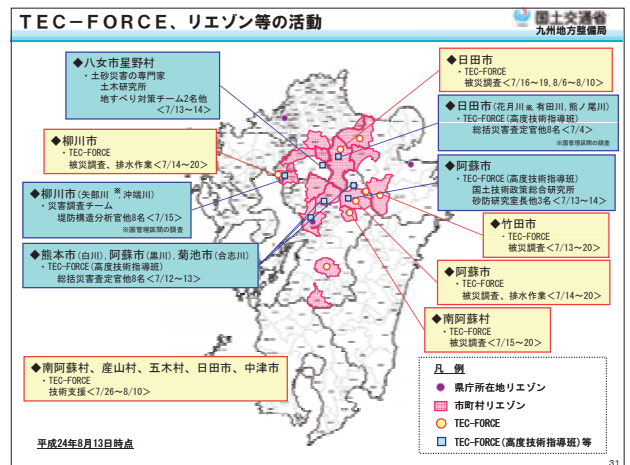 TEC-FORCE、リエゾン等の活動
国土交通省
九州地方整備局
◆八女市星野村
・土砂災害の専門家
土木研究所
地すべり対策チーム2名他
<7/13~14>
◆柳川市
・TEC-FORCE
被災調査、排水作業<7/14~20>
◆柳川市(矢部川※、沖端川)
・災害調査チーム
堤防構造分析官他8名<7/15>
※国管理区間の調査
◆熊本市(白川)、阿蘇市(黒川)、菊池市(合志川)
・TEC-FORCE(高度技術指導班)
総括災害査定官他8名<7/12~13>
◆日田市
・TEC-FORCE
被災調査<7/16~19、8/6~8/10>
◆日田市(花月川※、有田川、熊ノ尾川)
・TEC-FORCE(高度技術指導班)
総括災害査定官他8名<7/4>
※国管理区間の調査
◆阿蘇市
・TEC-FORCE(高度技術指導班)
国土技術政策総合研究所
砂防研究室長他3名<7/13~14>
◆竹田市
・TEC-FORCE
被災調査<7/13~20>
◆阿蘇市
・TEC-FORCE
被災調査、排水作業<7/14~20>
◆南阿蘇村
・TEC-FORCE
被災調査<7/15~20>
◆南阿蘇村、産山村、五木村、日田市、中津市
・TEC-FORCE
技術支援<7/26~8/10>
凡 例
県庁所在地リエゾン
市町村リエゾン
TEC-FORCE
TEC-FORCE(高度技術指導班)等
平成24年8月13日時点
31